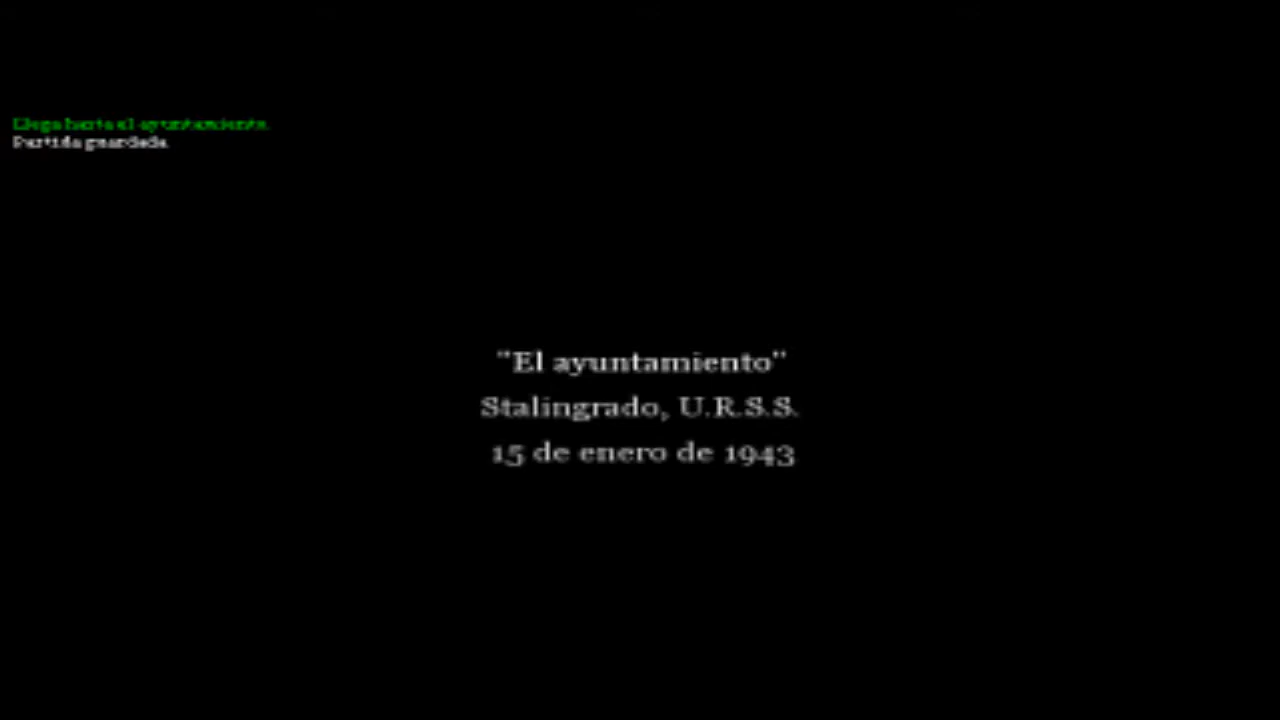 Llega hasta el ayuntamiento.
Partida guardada.
"El ayuntamiento"
Stalingrado, U.R.S.S.
15 de enero de 1943